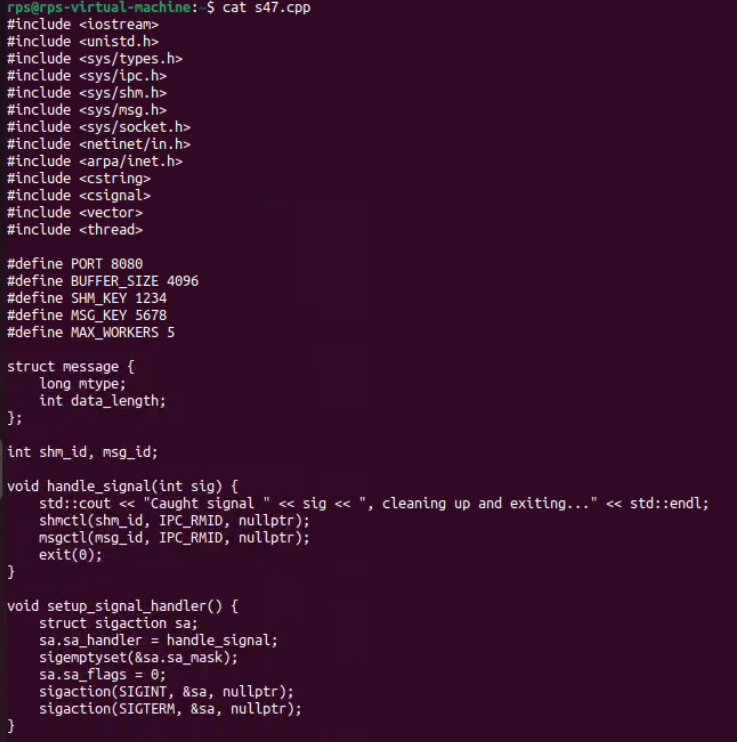 rps@rps-virtual-machine:~$ cat s47.cpp
#include <iostream>
#include <unistd.h>
#include <sys/types.h>
#include <sys/ipc.h>
#include <sys/shm.h>
#include <sys/msg.h>
#include <sys/socket.h>
#include <netinet/in.h>
#include <arpa/inet.h>
#include <cstring>
#include <csignal>
#include <vector>
#include <thread>

#define PORT 8080
#define BUFFER_SIZE 4096
#define SHM_KEY 1234
#define MSG_KEY 5678
#define MAX_WORKERS 5

struct message {
    long mtype;
    int data_length;
};

int shm_id, msg_id;

void handle_signal(int sig) {
    std::cout << "Caught signal " << sig << ", cleaning up and exiting..." << std::endl;
    shmctl(shm_id, IPC_RMID, nullptr);
    msgctl(msg_id, IPC_RMID, nullptr);
    exit(0);
}

void setup_signal_handler() {
    struct sigaction sa;
    sa.sa_handler = handle_signal;
    sigemptyset(&sa.sa_mask);
    sa.sa_flags = 0;
    sigaction(SIGINT, &sa, nullptr);
    sigaction(SIGTERM, &sa, nullptr);
}